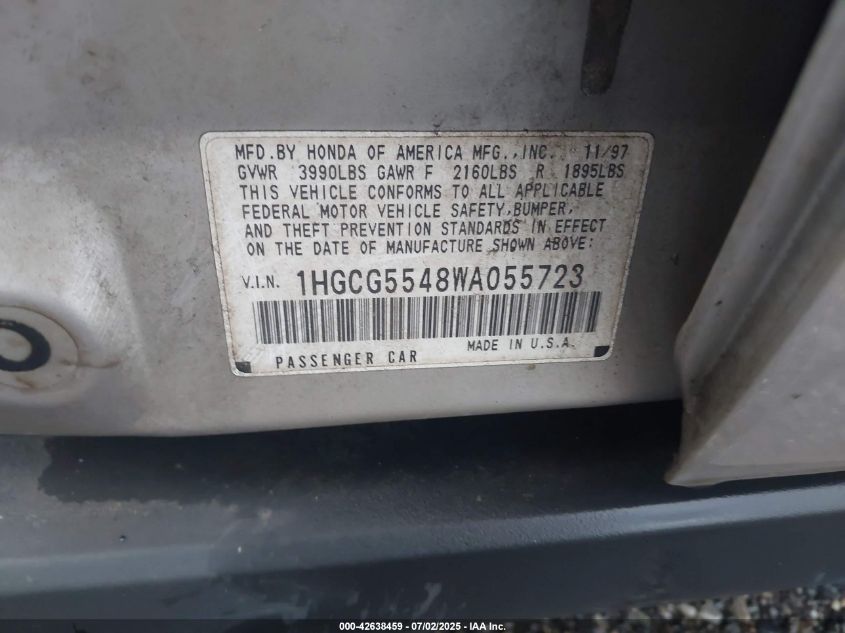 MFD.BY HONDA OF AMERICA MFG.,INC. 11/97
GVWR 3990LBS GAWR F 2160LBS R 1895LBS
THIS VEHICLE CONFORMS TO ALL APPLICABLE
FEDERAL MOTOR VEHICLE SAFETY,BUMPER,
AND THEFT PREVENTION STANDARDS IN EFFECT
ON THE DATE OF MANUFACTURE SHOWN ABOVE:
V.I.N. 1HGCG5548WA055723
PASSENGER CAR MADE IN U.S.A.
000-42638459 - 07/02/2025 - IAA Inc.